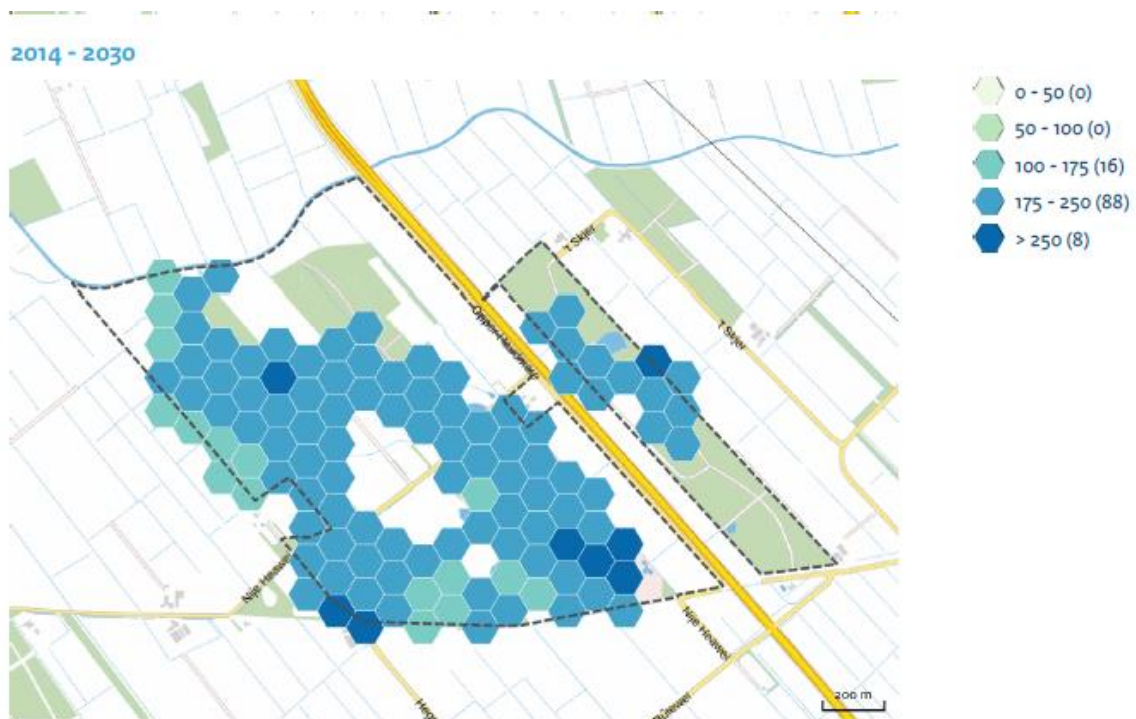 2014 - 2030
0 - 50 (0)
50 - 100 (0)
100 - 175 (16)
175 - 250 (88)
> 250 (8)
't Skjer
't Skjer
Nije Heawei
Nije Heawei
200 m